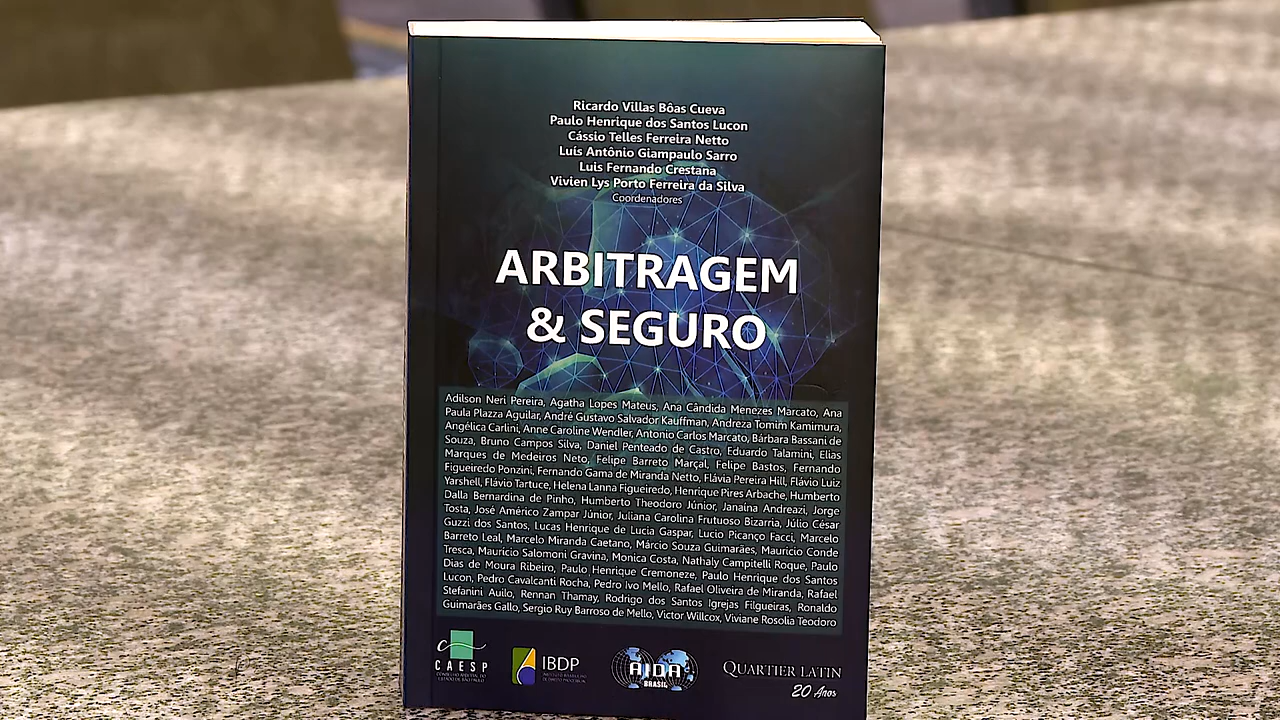 Ricardo Villas Bôas Cueva
Paulo Henrique dos Santos Lucon
Cássio Telles Ferreira Netto
Luís Antônio Giampaulo Sarro
Luis Fernando Crestana
Vivien Lys Porto Ferreira da Silva
Coordenadores
ARBITRAGEM
& SEGURO
Adilson Neri Pereira, Agatha Lopes Mateus, Ana Cândida Menezes Marcato, Ana
Paula Plazza Aguilar, André Gustavo Salvador Kauffman, Andreza Tomim Kamimura,
Angélica Carlini, Anne Caroline Wendler, Antonio Carlos Marcato, Bárbara Bassani de
Souza, Bruno Campos Silva, Daniel Penteado de Castro, Eduardo Talamini, Elias
Marques de Medeiros Neto, Felipe Barreto Marçal, Felipe Bastos, Fernando
Figueiredo Ponzini, Fernando Gama de Miranda Netto, Flávia Pereira Hill, Flávio Luiz
Yarshell, Flávio Tartuce, Helena Lanna Figueiredo, Henrique Pires Arbache, Humberto
Dalla Bernardina de Pinho, Humberto Theodoro Júnior, Janaina Andreazi, Jorge
Tosta, José Américo Zampar Júnior, Juliana Carolina Frutuoso Bizarria, Júlio César
Guzzi dos Santos, Lucas Henrique de Lucia Gaspar, Lucio Picanço Facci, Marcelo
Barreto Leal, Marcelo Miranda Caetano, Márcio Souza Guimarães, Mauricio Conde
Tresca, Maurício Salomoni Gravina, Monica Costa, Nathaly Campitelli Roque, Paulo
Dias de Moura Ribeiro, Paulo Henrique Cremoneze, Paulo Henrique dos Santos
Lucon, Pedro Cavalcanti Rocha, Pedro Ivo Mello, Rafael Oliveira de Miranda, Rafael
Stefanini Auilo, Rennan Thamay, Rodrigo dos Santos Igrejas Filgueiras, Ronaldo
Guimarães Gallo, Sergio Ruy Barroso de Mello, Victor Willcox, Viviane Rosolia Teodoro
CAESP
CONSELHO ARBITRAL DO
ESTADO DE SÃO PAULO
IBDP
AIDA
BRASIL
QUARTIER LATIN
20 Anos